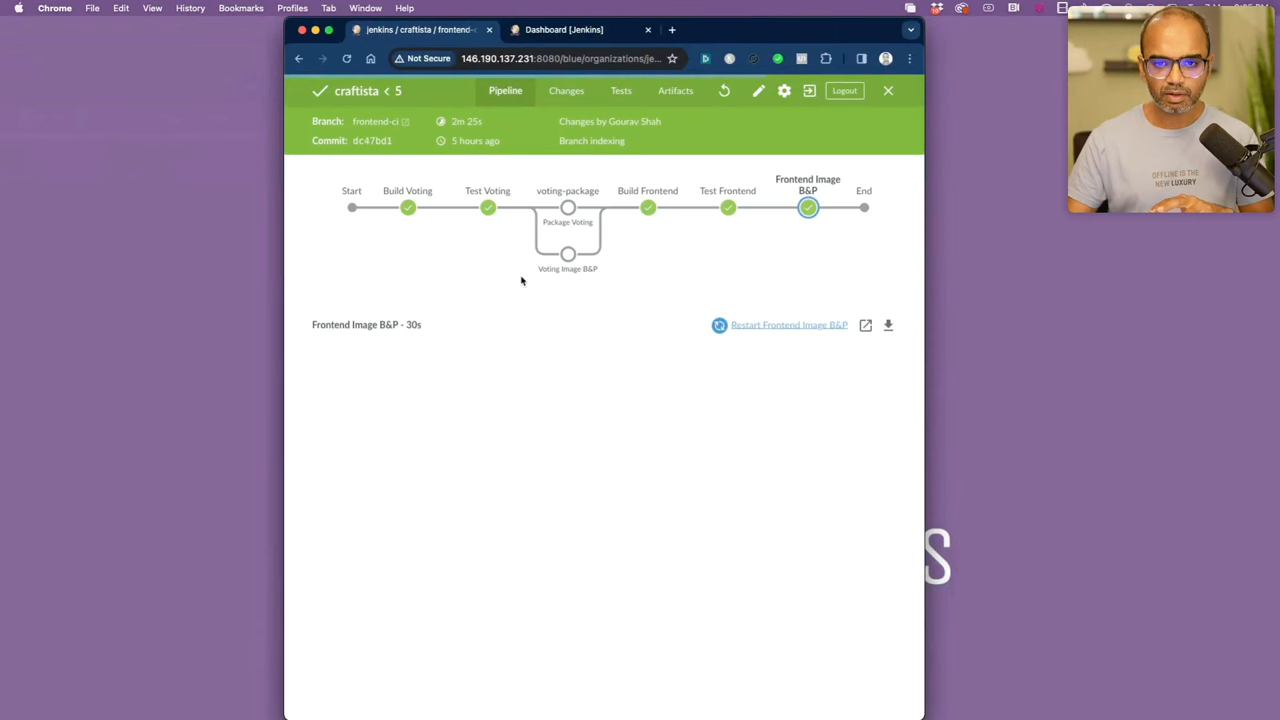 Chrome File Edit View History Bookmarks Profiles Tab Window Help
jenkins / craftista / frontend-
Dashboard [Jenkins]
Not Secure 146.190.137.231:8080/blue/organizations/je...
craftista < 5 Pipeline Changes Tests Artifacts Logout
Branch: frontend-ci 2m 25s Changes by Gourav Shah
Commit: dc47bd1 5 hours ago Branch indexing
Start Build Voting Test Voting voting-package Build Frontend Test Frontend Frontend Image B&P End
Package Voting
Voting Image B&P
Frontend Image B&P - 30s Restart Frontend Image B&P
S
OFFLINE IS THE
NEW LUXURY